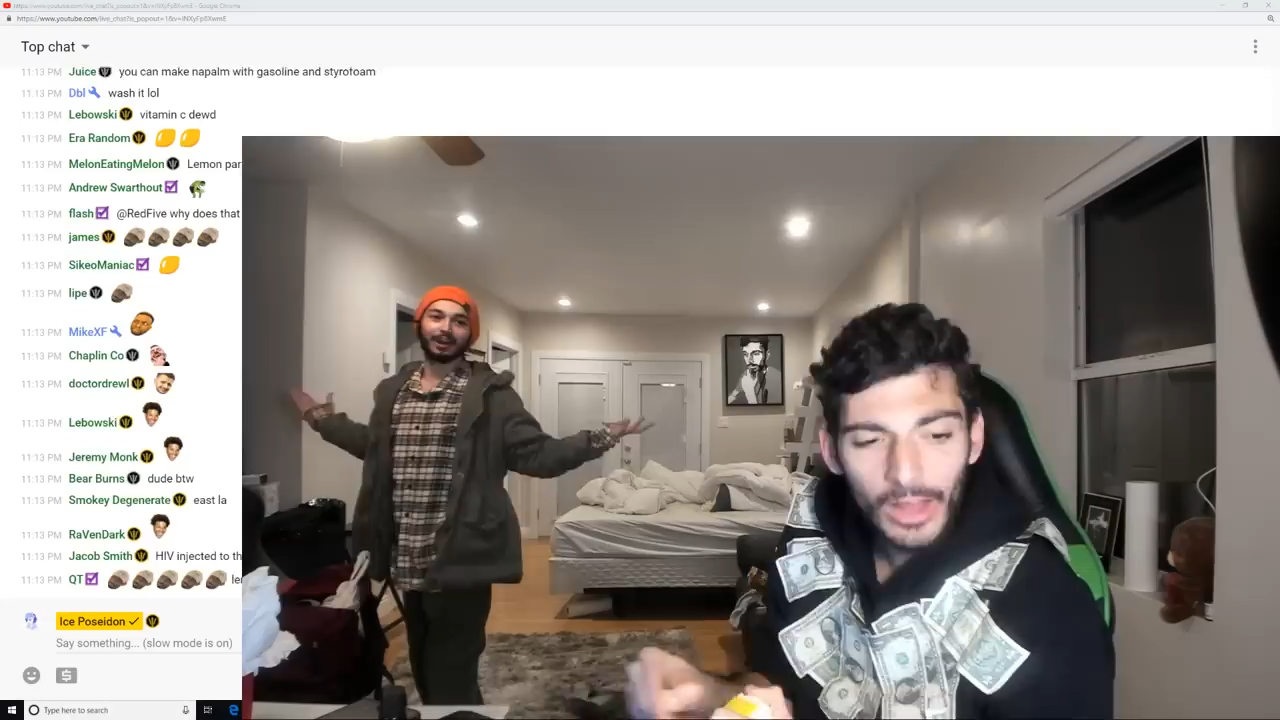 Top chat
11:13 PM Juice you can make napalm with gasoline and styrofoam
11:13 PM Dbl wash it lol
11:13 PM Lebowski vitamin c dewd
11:13 PM Era Random
11:13 PM MelonEatingMelon Lemon par
11:13 PM Andrew Swarthout
11:13 PM flash @RedFive why does that
11:13 PM james
11:13 PM SikeoManiac
11:13 PM lipe
11:13 PM MikeXF
11:13 PM Chaplin Co
11:13 PM doctordrewl
11:13 PM Lebowski
11:13 PM Jeremy Monk
11:13 PM Bear Burns dude btw
11:13 PM Smokey Degenerate east la
11:13 PM RaVenDark
11:13 PM Jacob Smith HIV injected to th
11:13 PM QT le
Ice Poseidon
Say something... (slow mode is on)
Type here to search